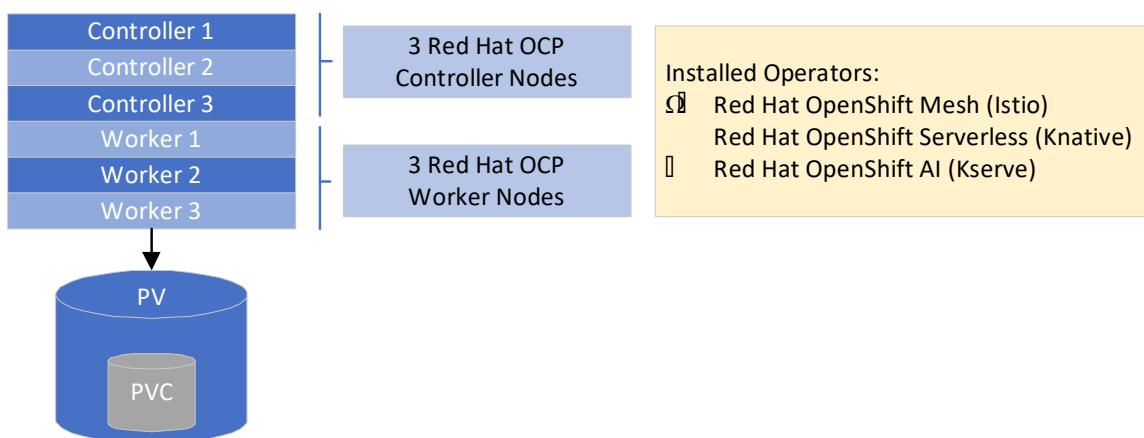 Controller 1
Controller 2
Controller 3
Worker 1
Worker 2
Worker 3
3 Red Hat OCP
Controller Nodes
3 Red Hat OCP
Worker Nodes
Installed Operators:
Red Hat OpenShift Mesh (Istio)
Red Hat OpenShift Serverless (Knative)
Red Hat OpenShift AI (Kserve)
PV
PVC